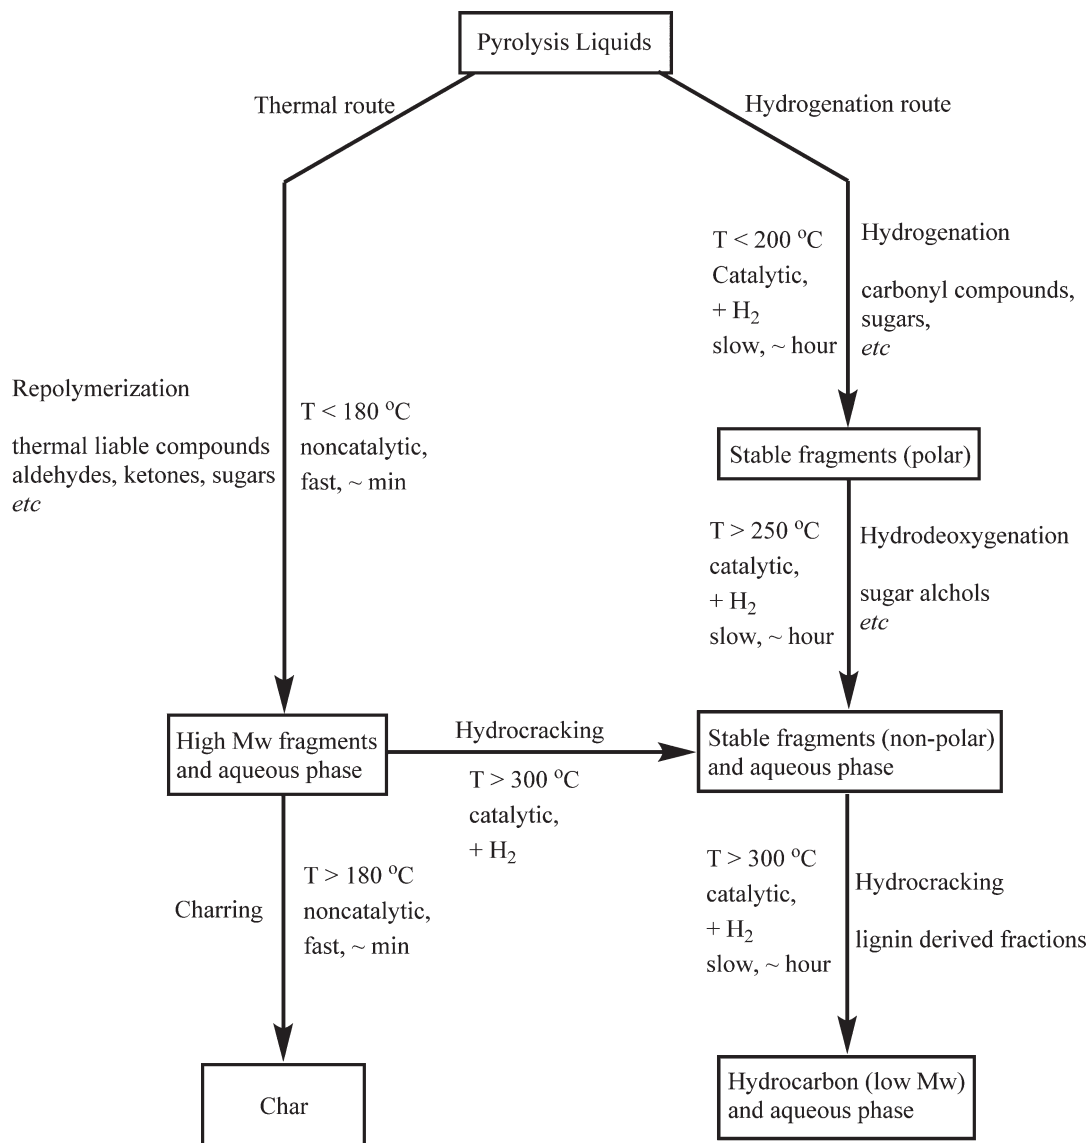 Pyrolysis Liquids
Thermal route
Hydrogenation route
T < 200 °C
Catalytic,
+ H₂
slow, ~ hour
Hydrogenation
carbonyl compounds,
sugars,
etc
Repolymerization
thermal liable compounds
aldehydes, ketones, sugars
etc
T < 180 °C
noncatalytic,
fast, ~ min
Stable fragments (polar)
T > 250 °C
catalytic,
+ H₂
slow, ~ hour
Hydrodeoxygenation
sugar alchols
etc
High Mw fragments
and aqueous phase
Hydrocracking
T > 300 °C
catalytic,
+ H₂
Stable fragments (non-polar)
and aqueous phase
Charring
T > 180 °C
noncatalytic,
fast, ~ min
T > 300 °C
catalytic,
+ H₂
slow, ~ hour
Hydrocracking
lignin derived fractions
Char
Hydrocarbon (low Mw)
and aqueous phase